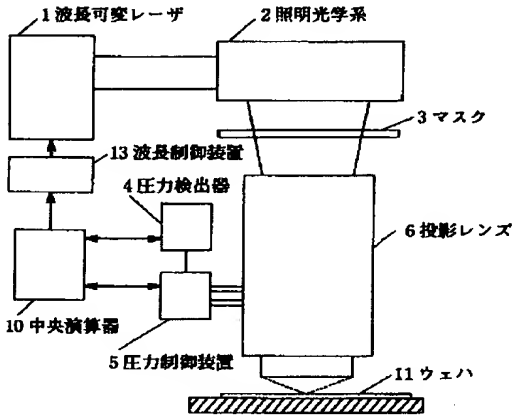 1 波長可変レーザ
2 照明光学系
3 マスク
13 波長制御装置
4 圧力検出器
6 投影レンズ
10 中央演算器
5 圧力制御装置
11 ウェハ